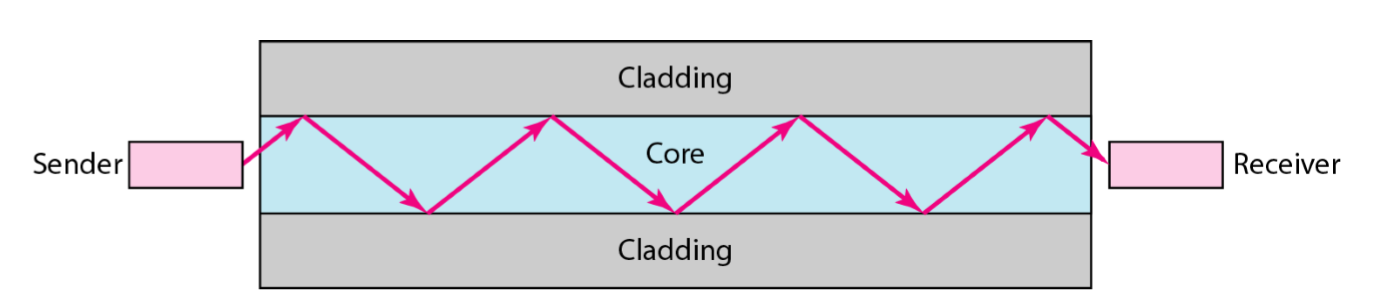 Cladding
Sender
Core
Receiver
Cladding